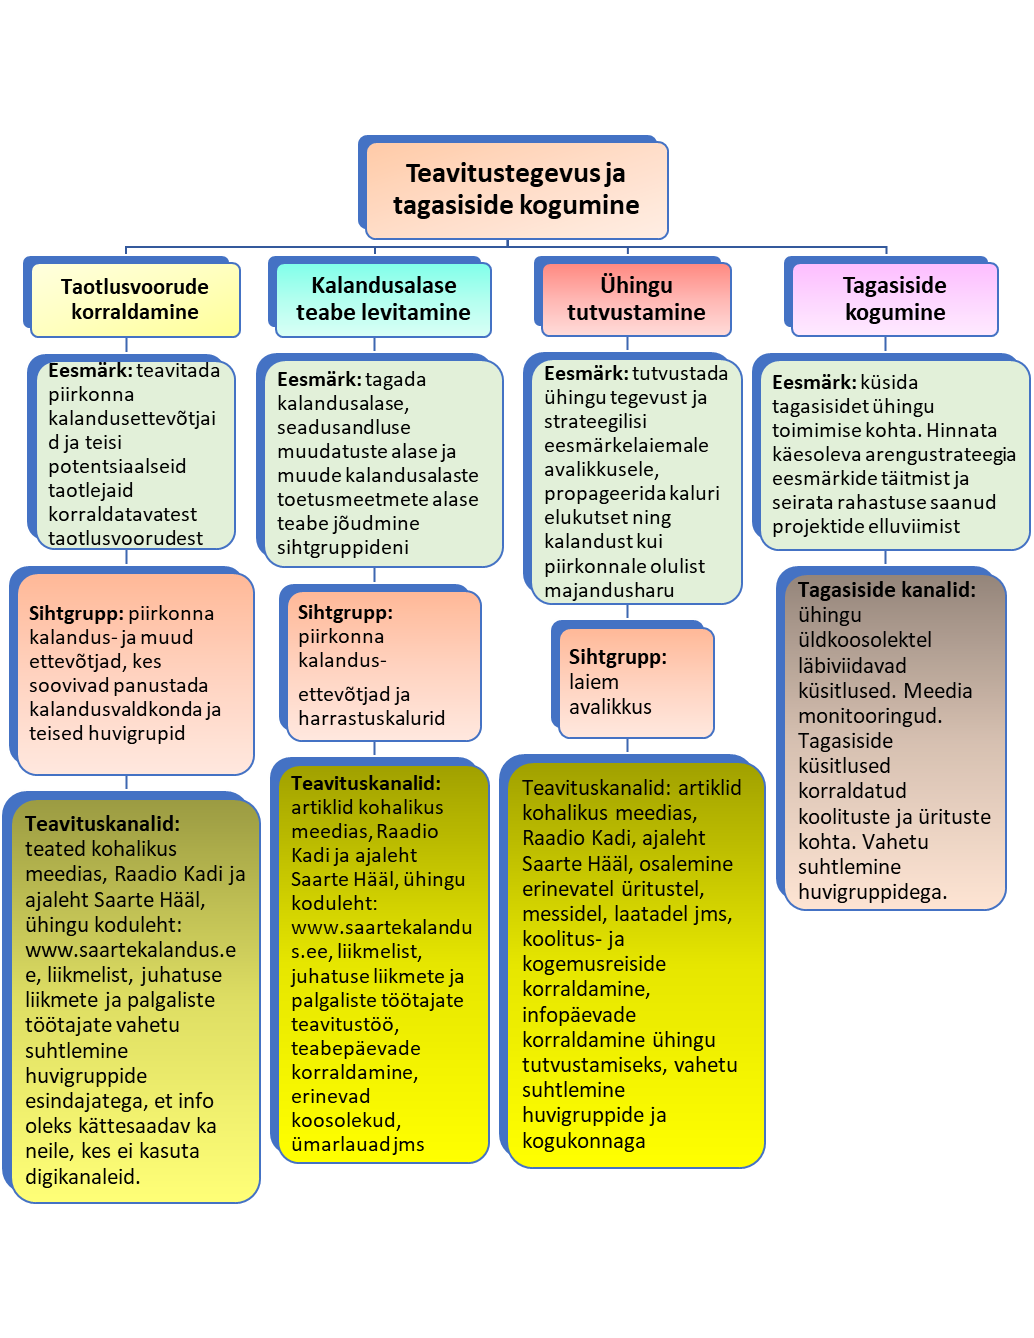 Teavitustegevus ja
tagasiside kogumine
Taotlusvoorude
korraldamine
Eesmärk: teavitada
piirkonna
kalandusettevõtjai
d ja teisi
potentsiaalseid
taotlejaid
korraldatavatest
taotlusvoorudest
Sihtgrupp: piirkonna
kalandus- ja muud
ettevõtjad, kes
soovivad panustada
kalandusvaldkonda ja
teised huvigrupid
Teavituskanalid:
teated kohalikus
meedias, Raadio Kadi ja
ajaleht Saarte Hääl,
ühingu koduleht:
www.saartekalandus.e
e, liikmelist, juhatuse
liikmete ja palgaliste
töötajate vahetu
suhtlemine
huvigruppide
esindajatega, et info
oleks kättesaadav ka
neile, kes ei kasuta
digikanaleid.
Kalandusalase
teabe levitamine
Eesmärk: tagada
kalandusalase,
seadusandluse
muudatuste alase ja
muude kalandusalaste
toetusmeetmete alase
teabe jõudmine
sihtgruppideni
Sihtgrupp:
piirkonna
kalandus-
ettevõtjad ja
harrastuskalurid
Teavituskanalid:
artiklid kohalikus
meedias, Raadio
Kadi ja ajaleht
Saarte Hääl, ühingu
koduleht:
www.saartekalandu
s.ee, liikmelist,
juhatuse liikmete ja
palgaliste töötajate
teavitustöö,
teabepäevade
korraldamine,
erinevad
koosolekud,
ümarlauad jms
Ühingu
tutvustamine
Eesmärk: tutvustada
ühingu tegevust ja
strateegilisi
eesmärke laiemale
avalikkusele,
propageerida kaluri
elukutset ning
kalandust kui
piirkonnale olulist
majandusharu
Sihtgrupp:
laiem
avalikkus
Teavituskanalid: artiklid
kohalikus meedias,
Raadio Kadi, ajaleht
Saarte Hääl, osalemine
erinevatel üritustel,
messidel, laatadel jms,
koolitus- ja
kogemusreiside
korraldamine,
infopäevade
korraldamine ühingu
tutvustamiseks, vahetu
suhtlemine
huvigruppide ja
kogukonnaga
Tagasiside
kogumine
Eesmärk: küsida
tagasisidet ühingu
toimimise kohta. Hinnata
käesoleva arengustrateegia
eesmärkide täitmist ja
seirata rahastuse saanud
projektide elluviimist
Tagasiside kanalid:
ühingu
üldkoosolektel
läbiviidavad
küsitlused. Meedia
monitooringud.
Tagasiside
küsitlused
korraldatud
koolituste ja ürituste
kohta. Vahetu
suhtlemine
huvigruppidega.